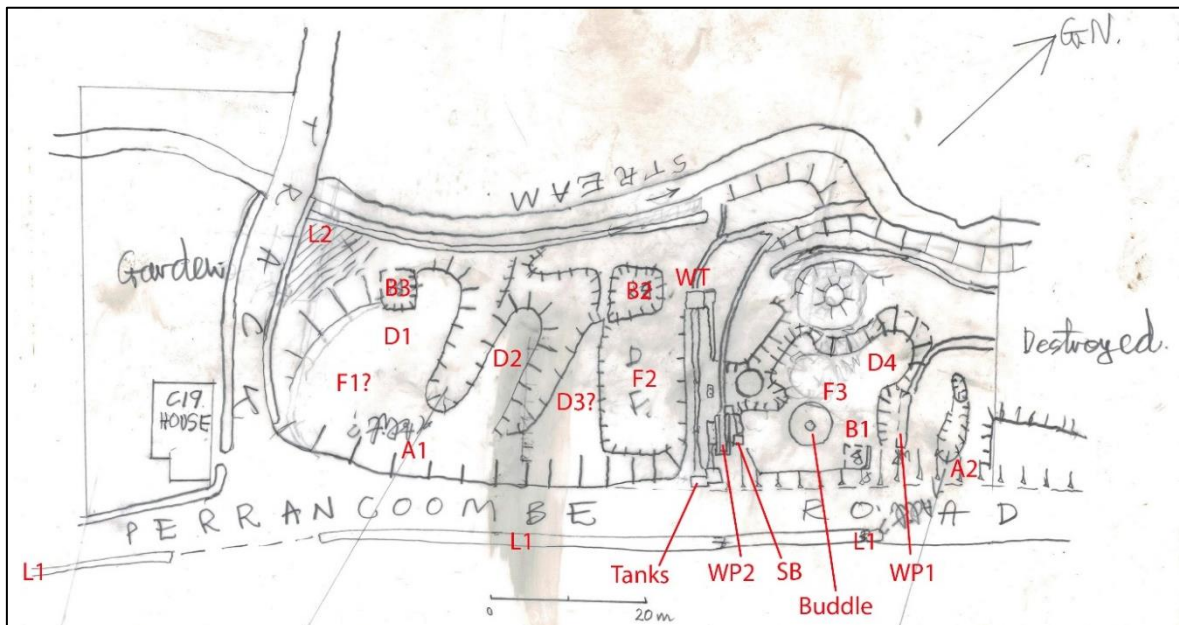 G.N.
TRACK
STREAM
L2
Garden
B3
WT
D1
D2
D4
Destroyed.
F1?
D3?
F2
F3
C19.
HOUSE
A1
B1
A2
PERRANCOOMBE ROAD
L1
L1
L1
Tanks
WP2
SB
WP1
Buddle
0
20m